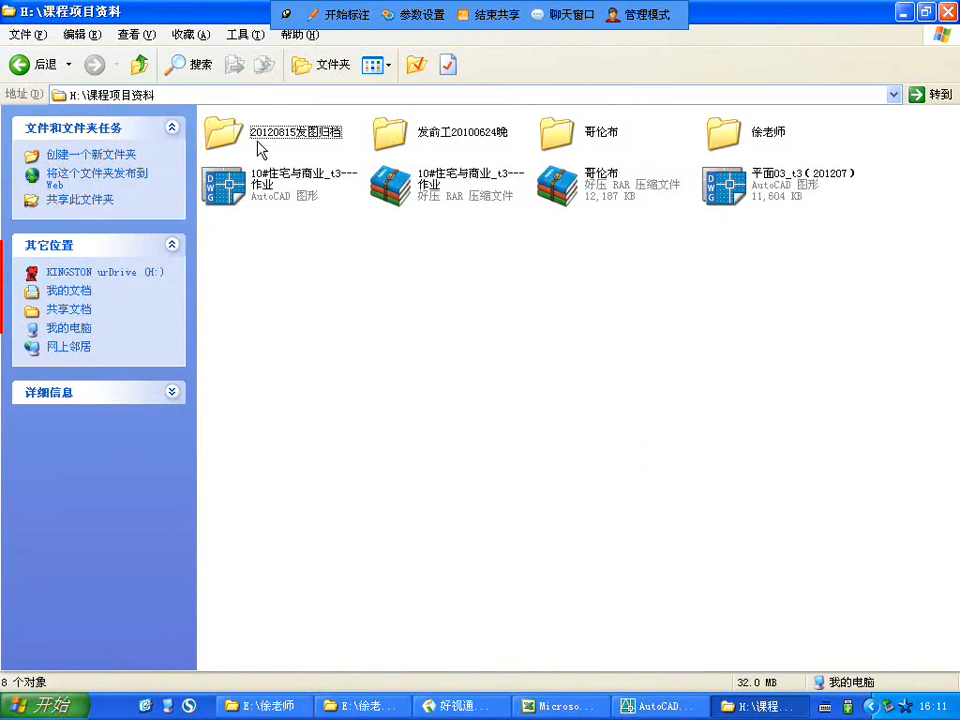 H:\课程项目资料
开始标注 参数设置 结束共享 聊天窗口 管理模式
文件(F) 编辑(E) 查看(V) 收藏(A) 工具(T) 帮助(H)
后退 搜索 文件夹
地址(D) H:\课程项目资料 转到
文件和文件夹任务
创建一个新文件夹
将这个文件夹发布到
Web
共享此文件夹
其它位置
KINGSTON urDrive (H:)
我的文档
共享文档
我的电脑
网上邻居
详细信息
20120815发图归档
发俞工20100624晚
哥伦布
徐老师
10#住宅与商业_t3---
作业
AutoCAD 图形
10#住宅与商业_t3---
作业
好压 RAR 压缩文件
哥伦布
好压 RAR 压缩文件
12,187 KB
平面03_t3(201207)
AutoCAD 图形
11,604 KB
8 个对象 32.0 MB 我的电脑
开始 E:\徐老师 E:\徐老... 好视通... Microso... AutoCAD... H:\课程... 16:11